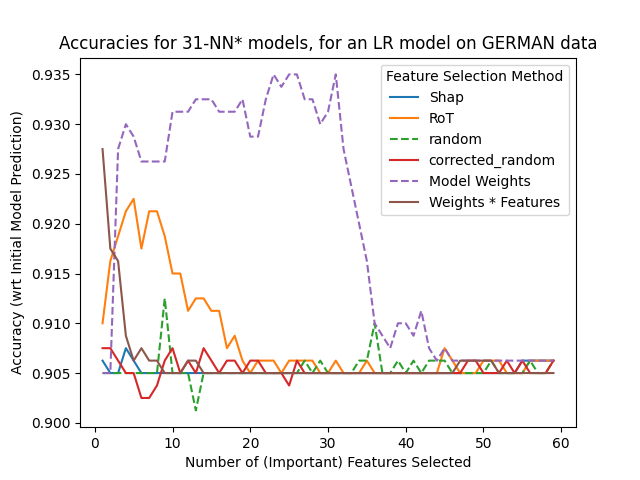 Accuracies for 31-NN* models, for an LR model on GERMAN data
Accuracy (wrt Initial Model Prediction)
0.935
0.930
0.925
0.920
0.915
0.910
0.905
0.900
Feature Selection Method
Shap
RoT
random
corrected_random
Model Weights
Weights * Features
0
10
20
30
40
50
60
Number of (Important) Features Selected